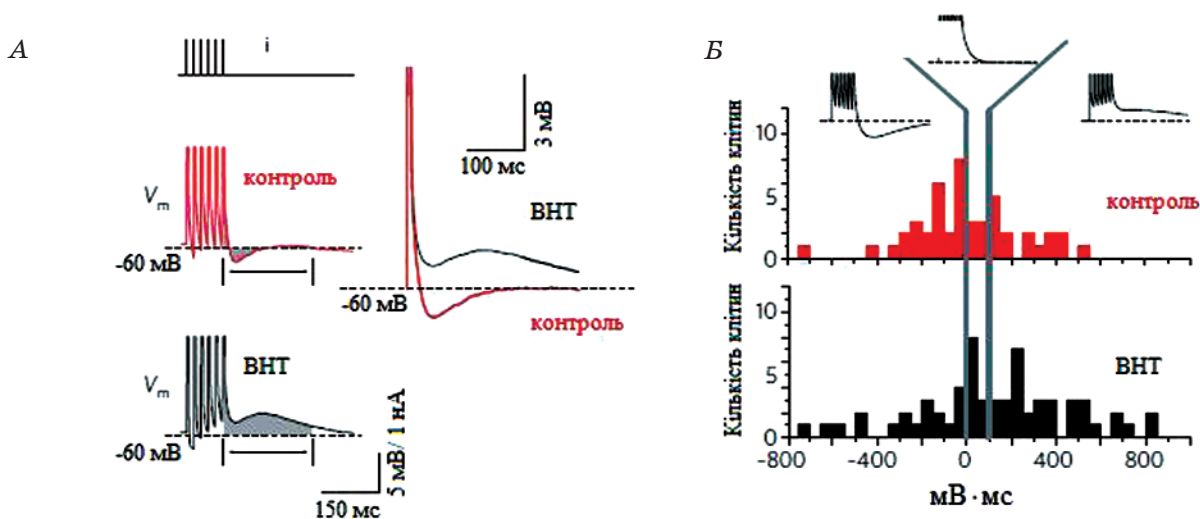 А
i
V m
контроль
-60 мВ
V m
ВНТ
-60 мВ
150 мс
5 мВ/ 1 нА
3 мВ
100 мс
ВНТ
-60 мВ
контроль
Б
Кількість клітин
10
5
0
контроль
Кількість клітин
10
5
0
ВНТ
-800 -400 0 400 800
мВ·мс